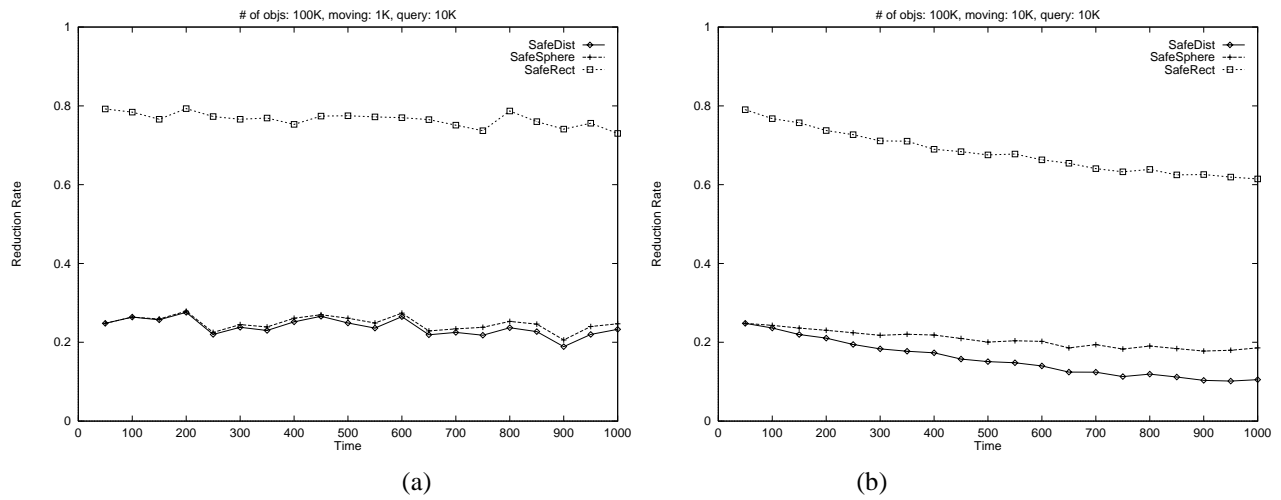 # of objs: 100K, moving: 1K, query: 10K
1
0.8
0.6
0.4
0.2
0
Reduction Rate
SafeDist
SafeSphere
SafeRect
0 100 200 300 400 500 600 700 800 900 1000
Time
(a)
# of objs: 100K, moving: 10K, query: 10K
1
0.8
0.6
0.4
0.2
0
Reduction Rate
SafeDist
SafeSphere
SafeRect
0 100 200 300 400 500 600 700 800 900 1000
Time
(b)